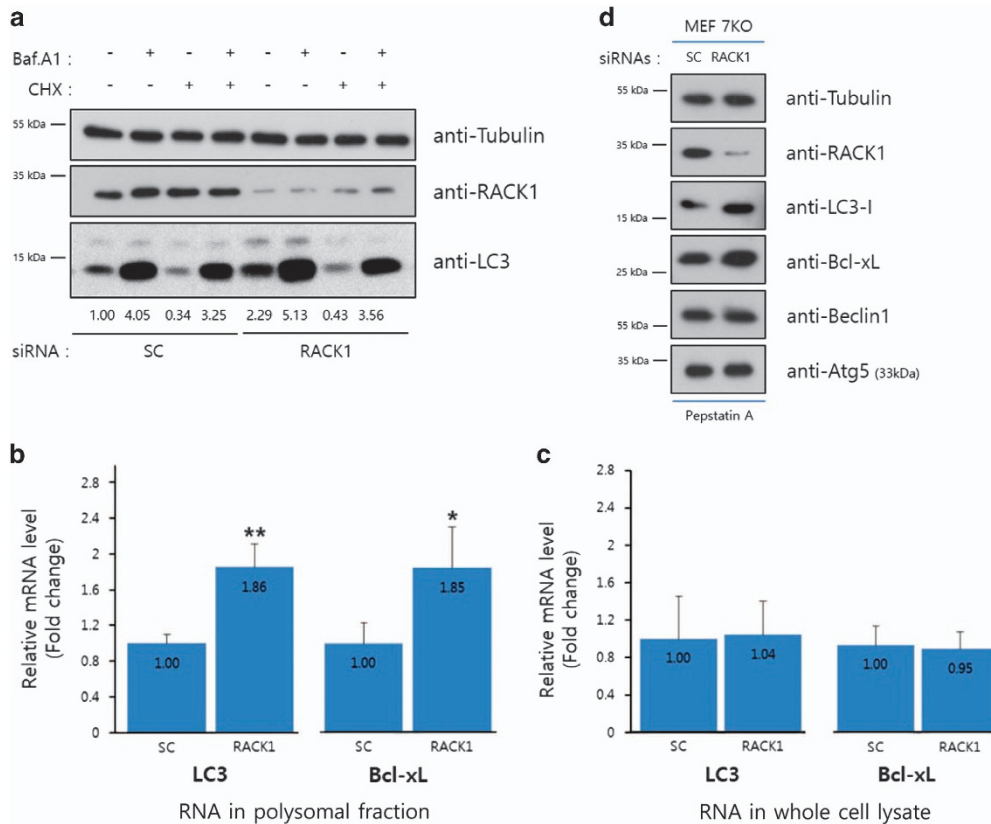 a
Baf.A1 : - + - + - + - +
CHX : - - + + - - + +
55 kDa
anti-Tubulin
35 kDa
anti-RACK1
15 kDa
anti-LC3
1.00 4.05 0.34 3.25 2.29 5.13 0.43 3.56
siRNA : SC RACK1
d
MEF 7KO
siRNAs : SC RACK1
55 kDa
anti-Tubulin
35 kDa
anti-RACK1
15 kDa
anti-LC3-I
25 kDa
anti-Bcl-xL
55 kDa
anti-Beclin1
35 kDa
anti-Atg5 (33kDa)
Pepstatin A
b
Relative mRNA level
(Fold change)
2.8
2.4
2
1.6
1.2
0.8
0.4
0
**
*
1.00
1.86
1.00
1.85
SC RACK1 SC RACK1
LC3 Bcl-xL
RNA in polysomal fraction
c
Relative mRNA level
(Fold change)
2.8
2.4
2
1.6
1.2
0.8
0.4
0
1.00
1.04
1.00
0.95
SC RACK1 SC RACK1
LC3 Bcl-xL
RNA in whole cell lysate